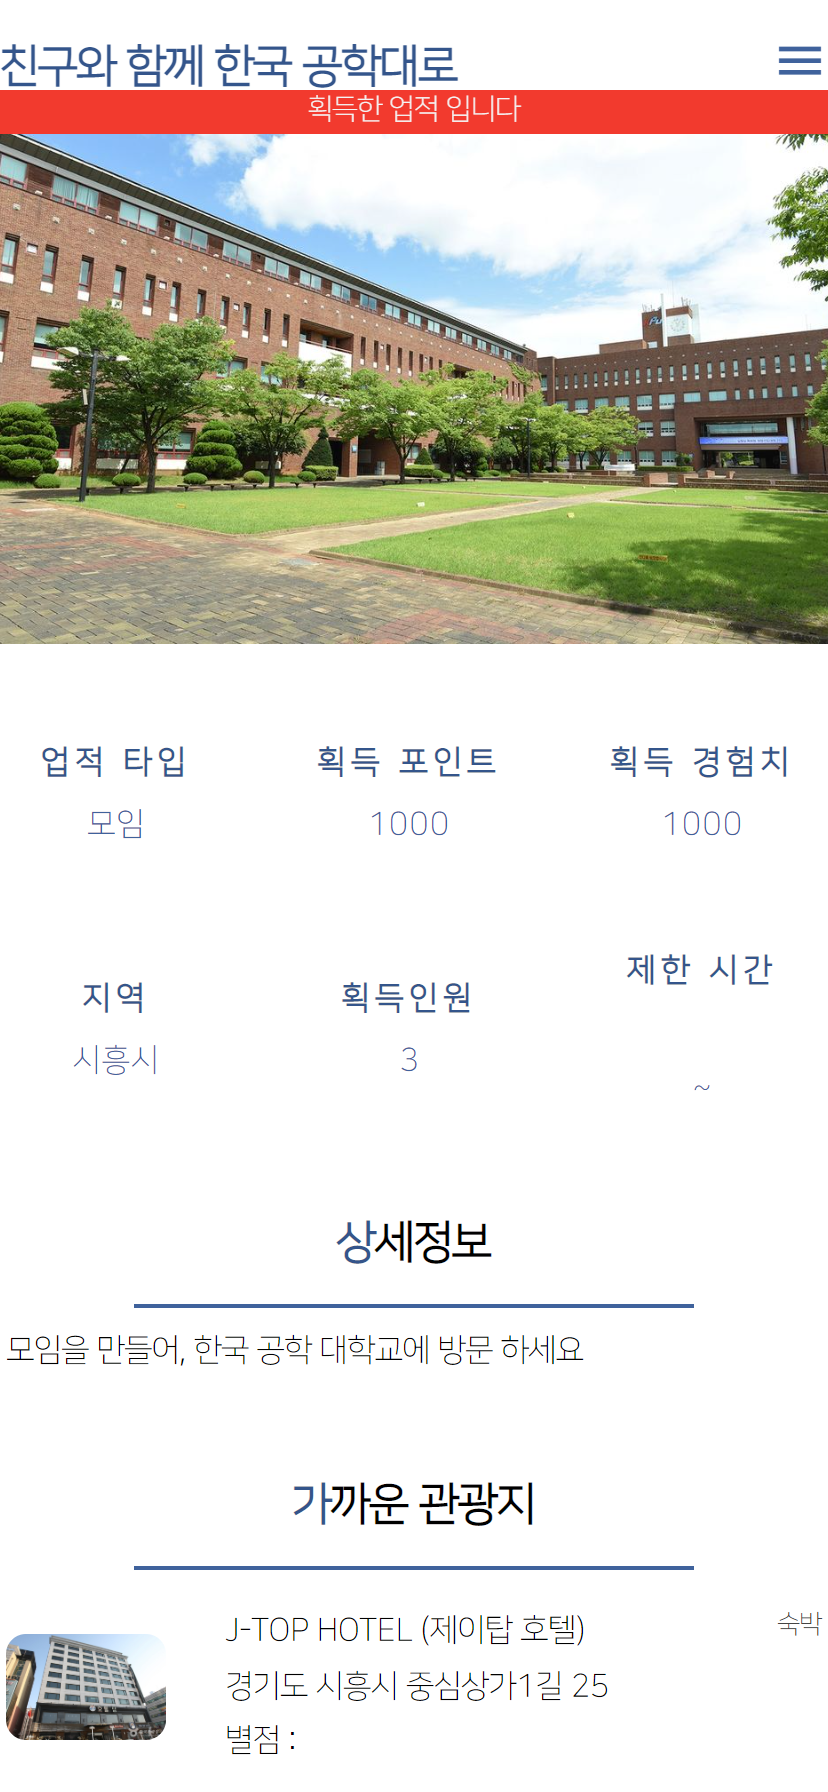 친구와 함께 한국 공학대로
획득한 업적 입니다
업적 타입
모임
획득 포인트
1000
획득 경험치
1000
지역
시흥시
획득인원
3
제한 시간
~
상세정보
모임을 만들어, 한국 공학 대학교에 방문 하세요
가까운 관광지
J-TOP HOTEL (제이탑 호텔)
숙박
경기도 시흥시 중심상가1길 25
별점 :